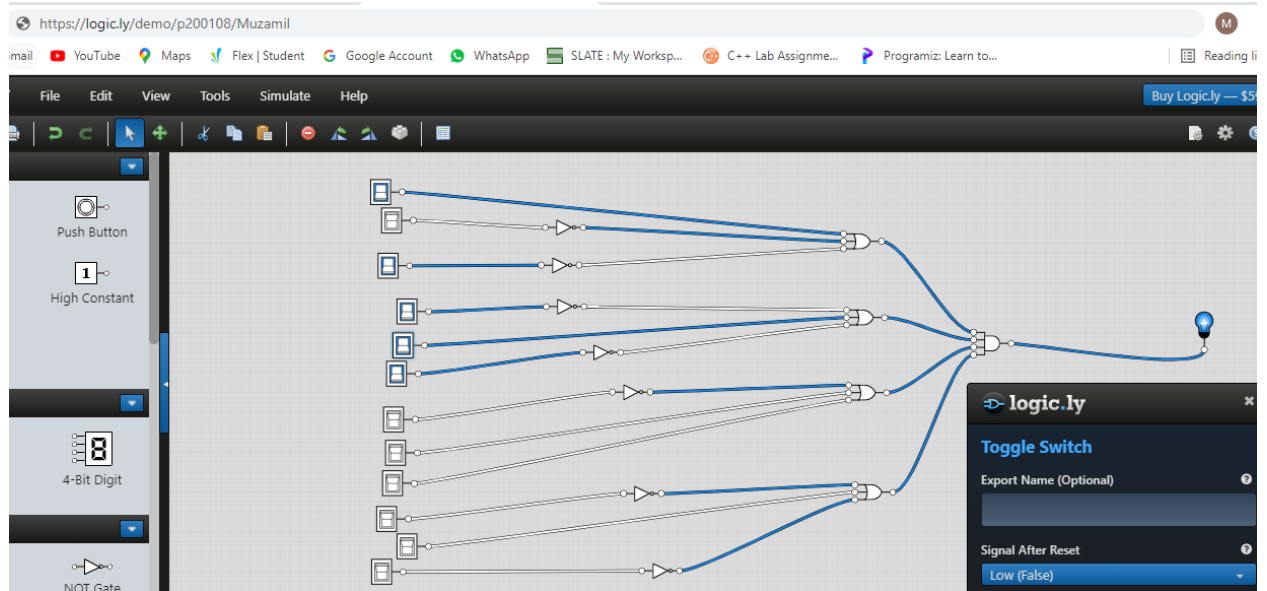 https://logic.ly/demo/p200108/Muzamil
M
mail YouTube Maps Flex | Student Google Account WhatsApp SLATE : My Worksp... C++ Lab Assignme... Programiz: Learn to... Reading li
File Edit View Tools Simulate Help Buy Logic.ly — $59
Push Button
1
High Constant
8
4-Bit Digit
NOT Gate
logic.ly
Toggle Switch
Export Name (Optional)
Signal After Reset
Low (False)